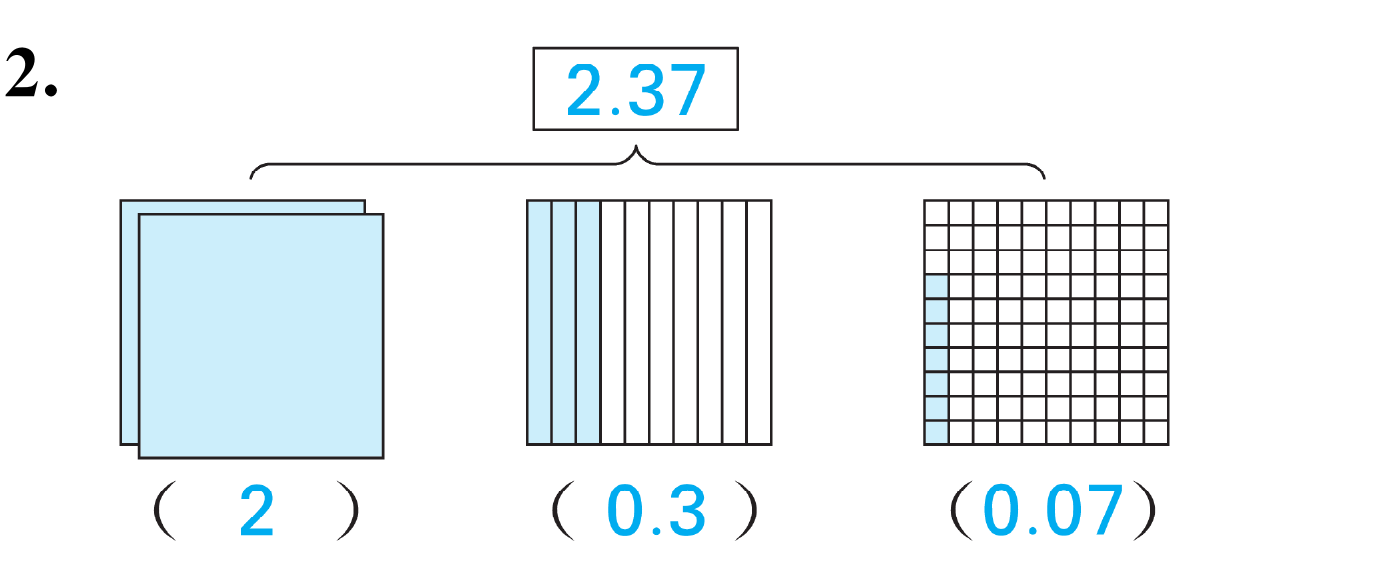 2.
2.37
( 2 ) ( 0.3 ) (0.07)